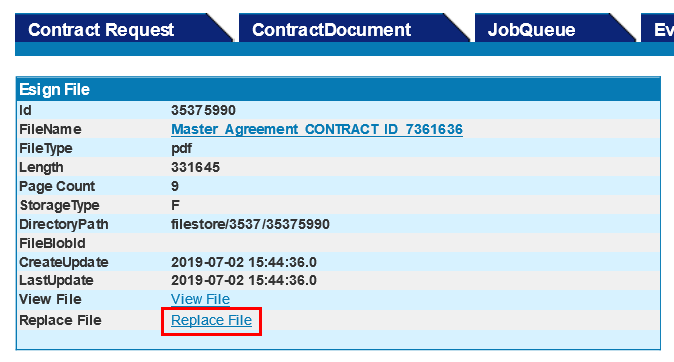 Contract Request ContractDocument JobQueue Ev
Esign File
Id 35375990
FileName Master_Agreement_CONTRACT_ID_7361636
FileType pdf
Length 331645
Page Count 9
StorageType F
DirectoryPath filestore/3537/35375990
FileBlobId
CreateUpdate 2019-07-02 15:44:36.0
LastUpdate 2019-07-02 15:44:36.0
View File View File
Replace File Replace File